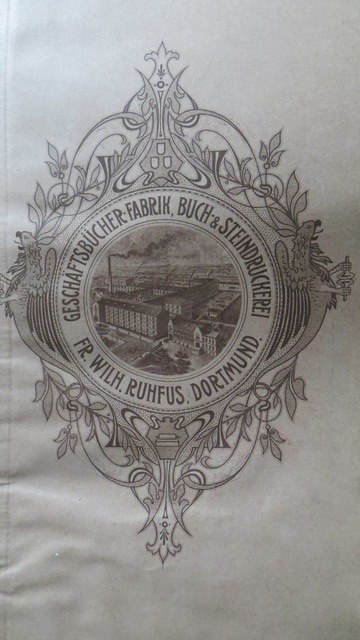 GESCHÄFTSBÜCHER-FABRIK, BUCH- & STEINDRUCKEREI
FR. WILH. RUHFUS, DORTMUND.